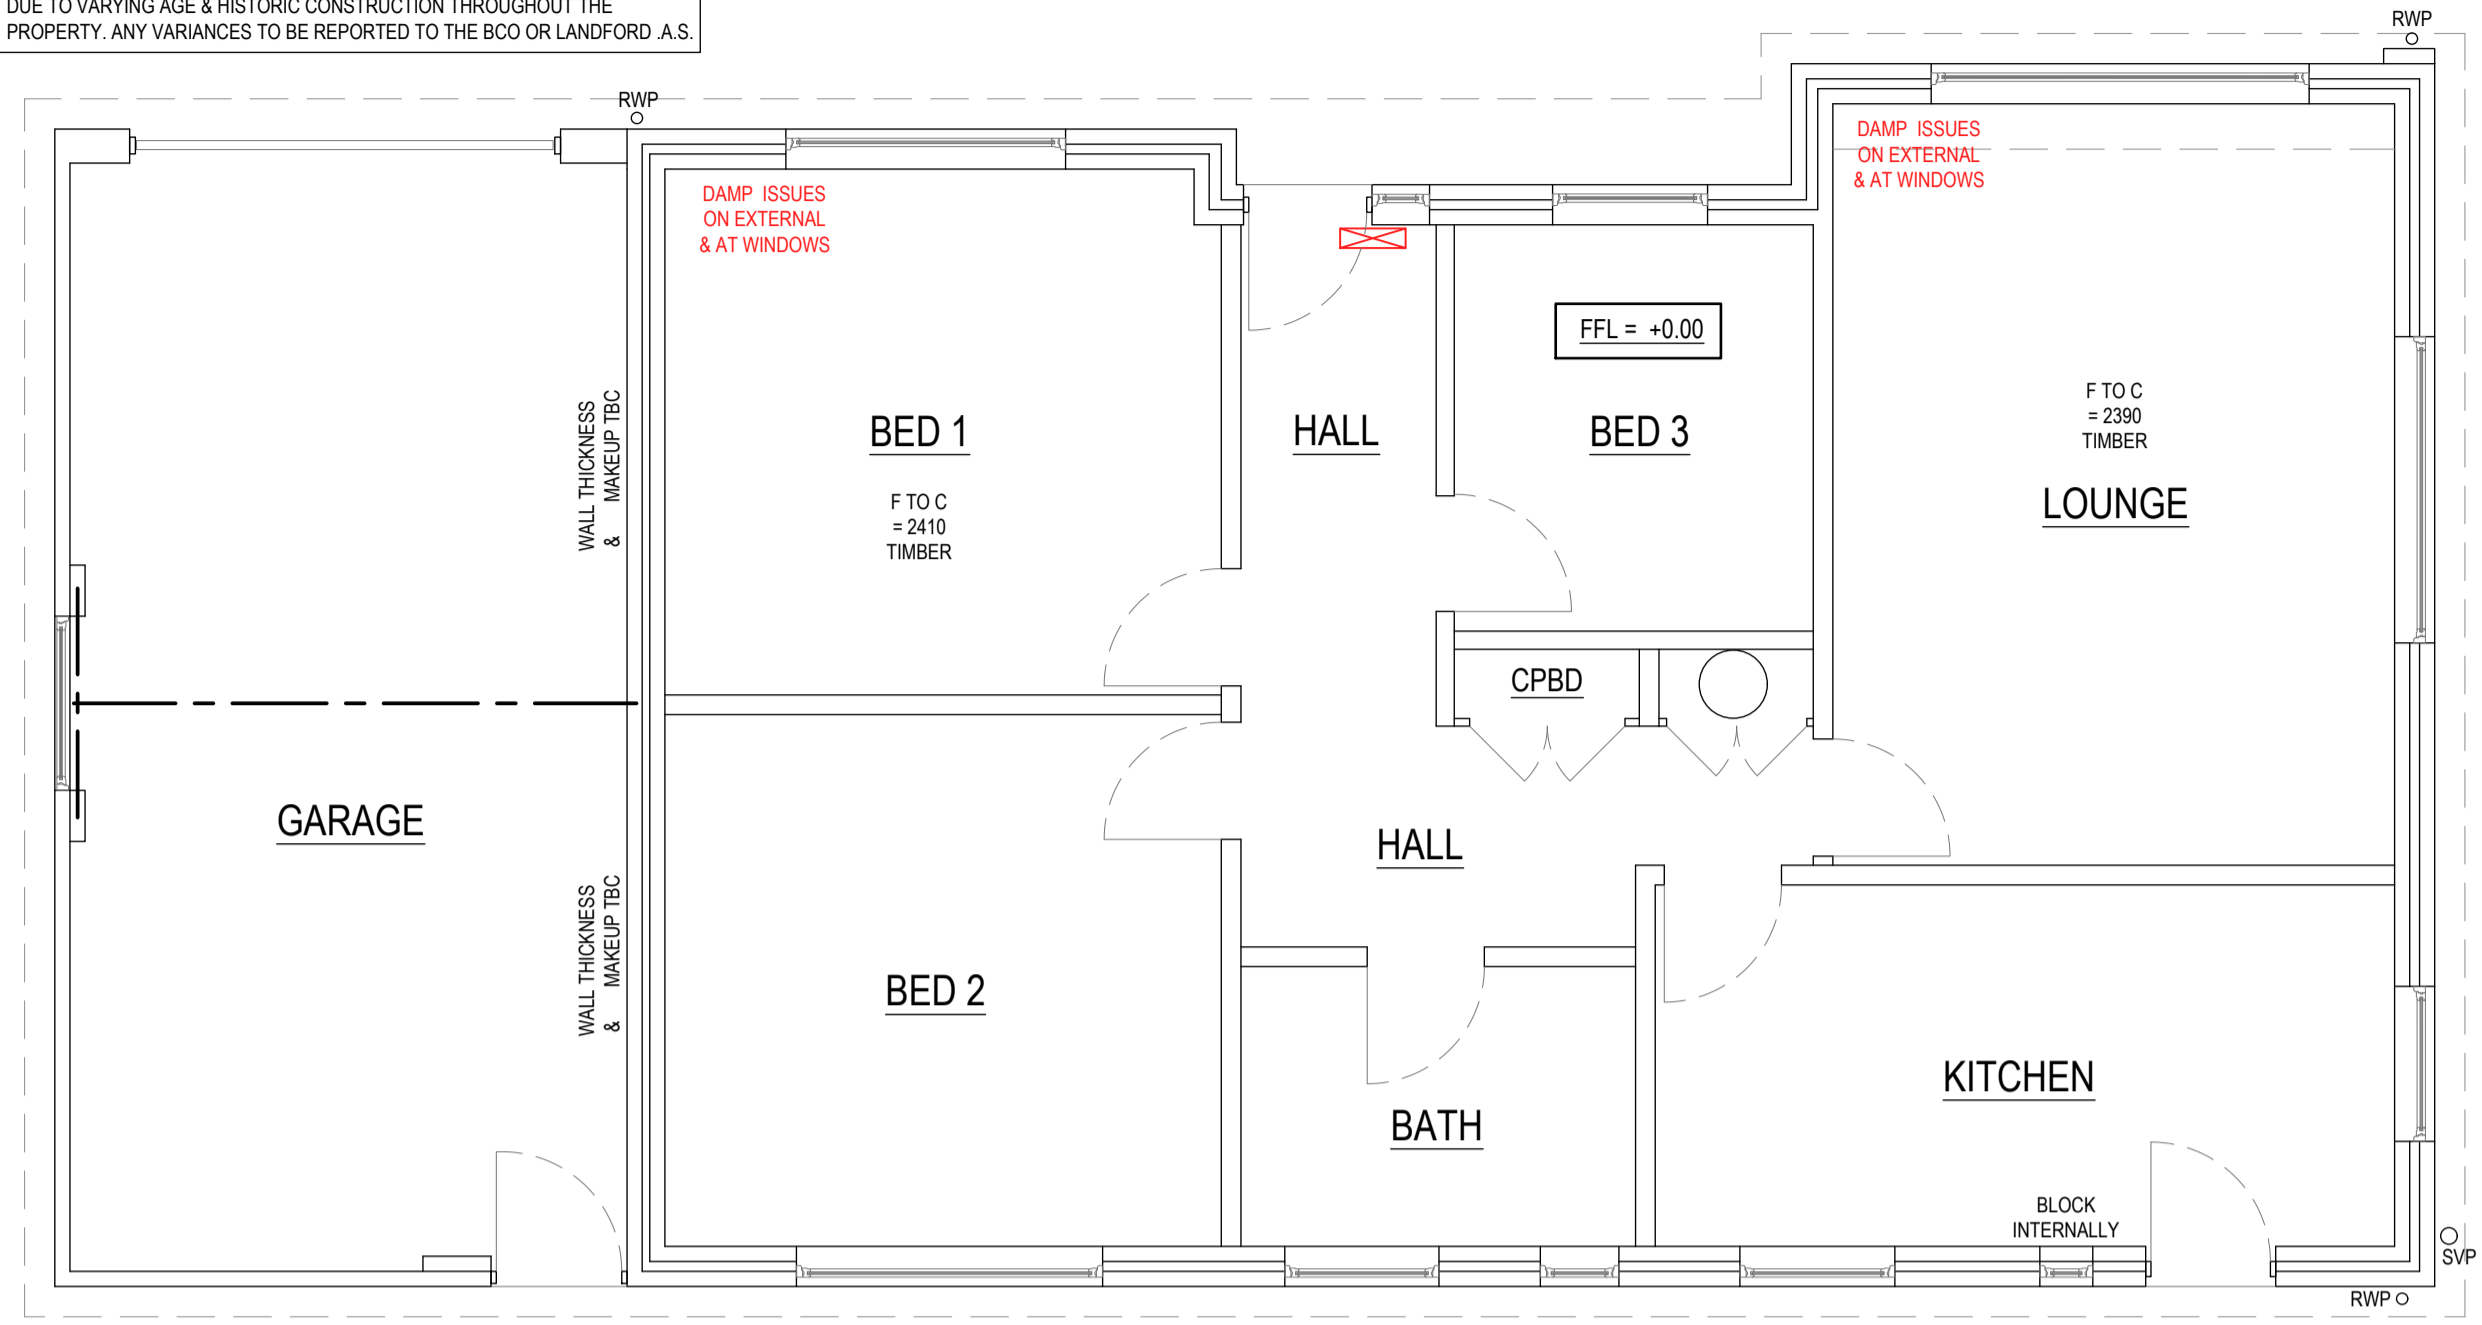 DUE TO VARYING AGE & HISTORIC CONSTRUCTION THROUGHOUT THE
PROPERTY. ANY VARIANCES TO BE REPORTED TO THE BCO OR LANDFORD .A.S.
RWP
RWP
DAMP ISSUES
ON EXTERNAL
& AT WINDOWS
DAMP ISSUES
ON EXTERNAL
& AT WINDOWS
FFL = +0.00
WALL THICKNESS
& MAKEUP TBC
BED 1
F TO C
= 2410
TIMBER
HALL
BED 3
F TO C
= 2390
TIMBER
LOUNGE
CPBD
GARAGE
HALL
WALL THICKNESS
& MAKEUP TBC
BED 2
BATH
KITCHEN
BLOCK
INTERNALLY
SVP
RWP